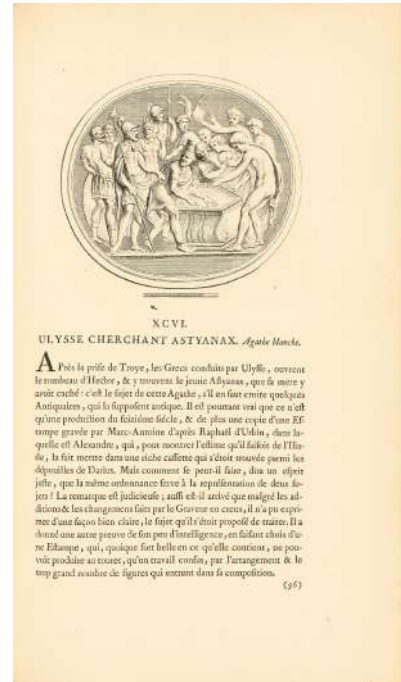 XCVI.
ULYSSE CHERCHANT ASTYANAX. Agathe blanche.
APrès la prise de Troye, les Grecs conduits par Ulysse, ouvrent
le tombeau d'Hector, & y trouvent le jeune Astyanax, que sa mere y
avoit caché: c'est le sujet de cette Agathe, s'il en faut croire quelques
Antiquaires, qui la supposent antique. Il est pourtant vrai que ce n'est
qu'une production du seiziéme siécle, & de plus une copie d'une Es-
tampe gravée par Marc-Antoine d'après Raphaël d'Urbin, dans la-
quelle est Alexandre, qui, pour montrer l'estime qu'il faisoit de l'Ilia-
de, la fait mettre dans une riche cassette qui s'étoit trouvée parmi les
dépouilles de Darius. Mais comment se peut-il faire, dira un esprit
juste, que la même ordonnance serve à la représentation de deux su-
jets! La remarque est judicieuse; aussi est-il arrivé que malgré les ad-
ditions & les changemens faits par le Graveur en creux, il n'a pu expri-
mer d'une façon bien claire, le sujet qu'il s'étoit proposé de traiter. Il a
donné une autre preuve de son peu d'intelligence, en faisant choix d'u-
ne Estampe, qui, quoique fort belle en ce qu'elle contient, ne pou-
voit produire au touret, qu'un travail confus, par l'arrangement & le
trop grand nombre de figures qui entrent dans sa composition.
(96)